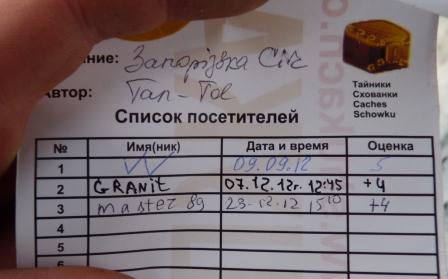 ание: Запорізька Січ
Автор: Tan-Tol
Тайники
Схованки
Caches
Schowku
Список посетителей
№ Имя(ник) Дата и время Оценка
1 VV 09.09.12 5
2 GRANiT 07.12.12г. 12:45 +4
3 master 89 23-12-12 15 10 +4
4
5